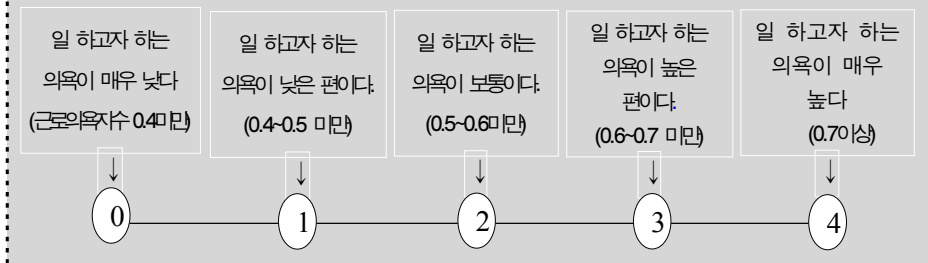 일 하고자 하는
의욕이 매우 낮다
(근로의욕지수 0.4미만)
일 하고자 하는
의욕이 낮은 편이다.
(0.4~0.5 미만)
일 하고자 하는
의욕이 보통이다.
(0.5~0.6미만)
일 하고자 하는
의욕이 높은
편이다.
(0.6~0.7 미만)
일 하고자 하는
의욕이 매우
높다
(0.7이상)
↓ ↓ ↓ ↓ ↓
0 1 2 3 4